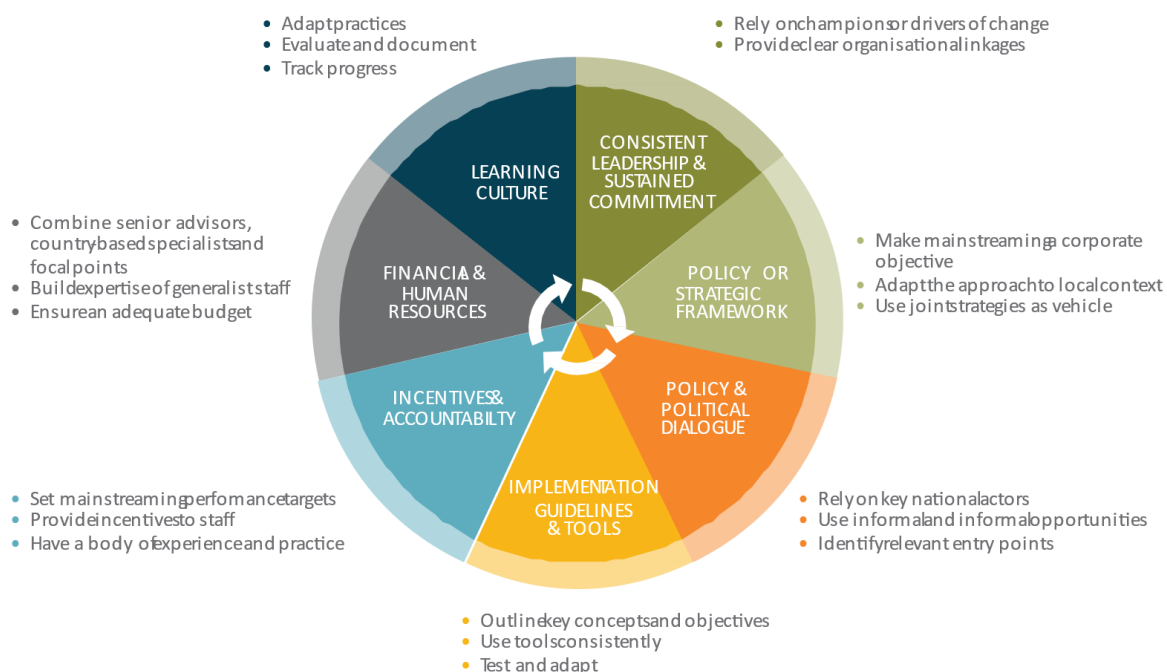 Adapt practices
Evaluate and document
Track progress
Rely on champions or drivers of change
Provide clear organisational linkages
LEARNING
CULTURE
CONSISTENT
LEADERSHIP &
SUSTAINED
COMMITMENT
Combine senior advisors,
country-based specialists and
focal points
Build expertise of generalist staff
Ensure an adequate budget
FINANCIAL &
HUMAN
RESOURCES
POLICY OR
STRATEGIC
FRAMEWORK
Make mainstreaming a corporate
objective
Adapt the approach to local context
Use joint strategies as vehicle
INCENTIVES &
ACCOUNTABILTY
POLICY &
POLITICAL
DIALOGUE
IMPLEMENTATION
GUIDELINES
& TOOLS
Set mainstreaming perfomance targets
Provide incentives to staff
Have a body of experience and practice
Rely on key national actors
Use informal and informal opportunities
Identify relevant entry points
Outline key concepts and objectives
Use tools consistently
Test and adapt